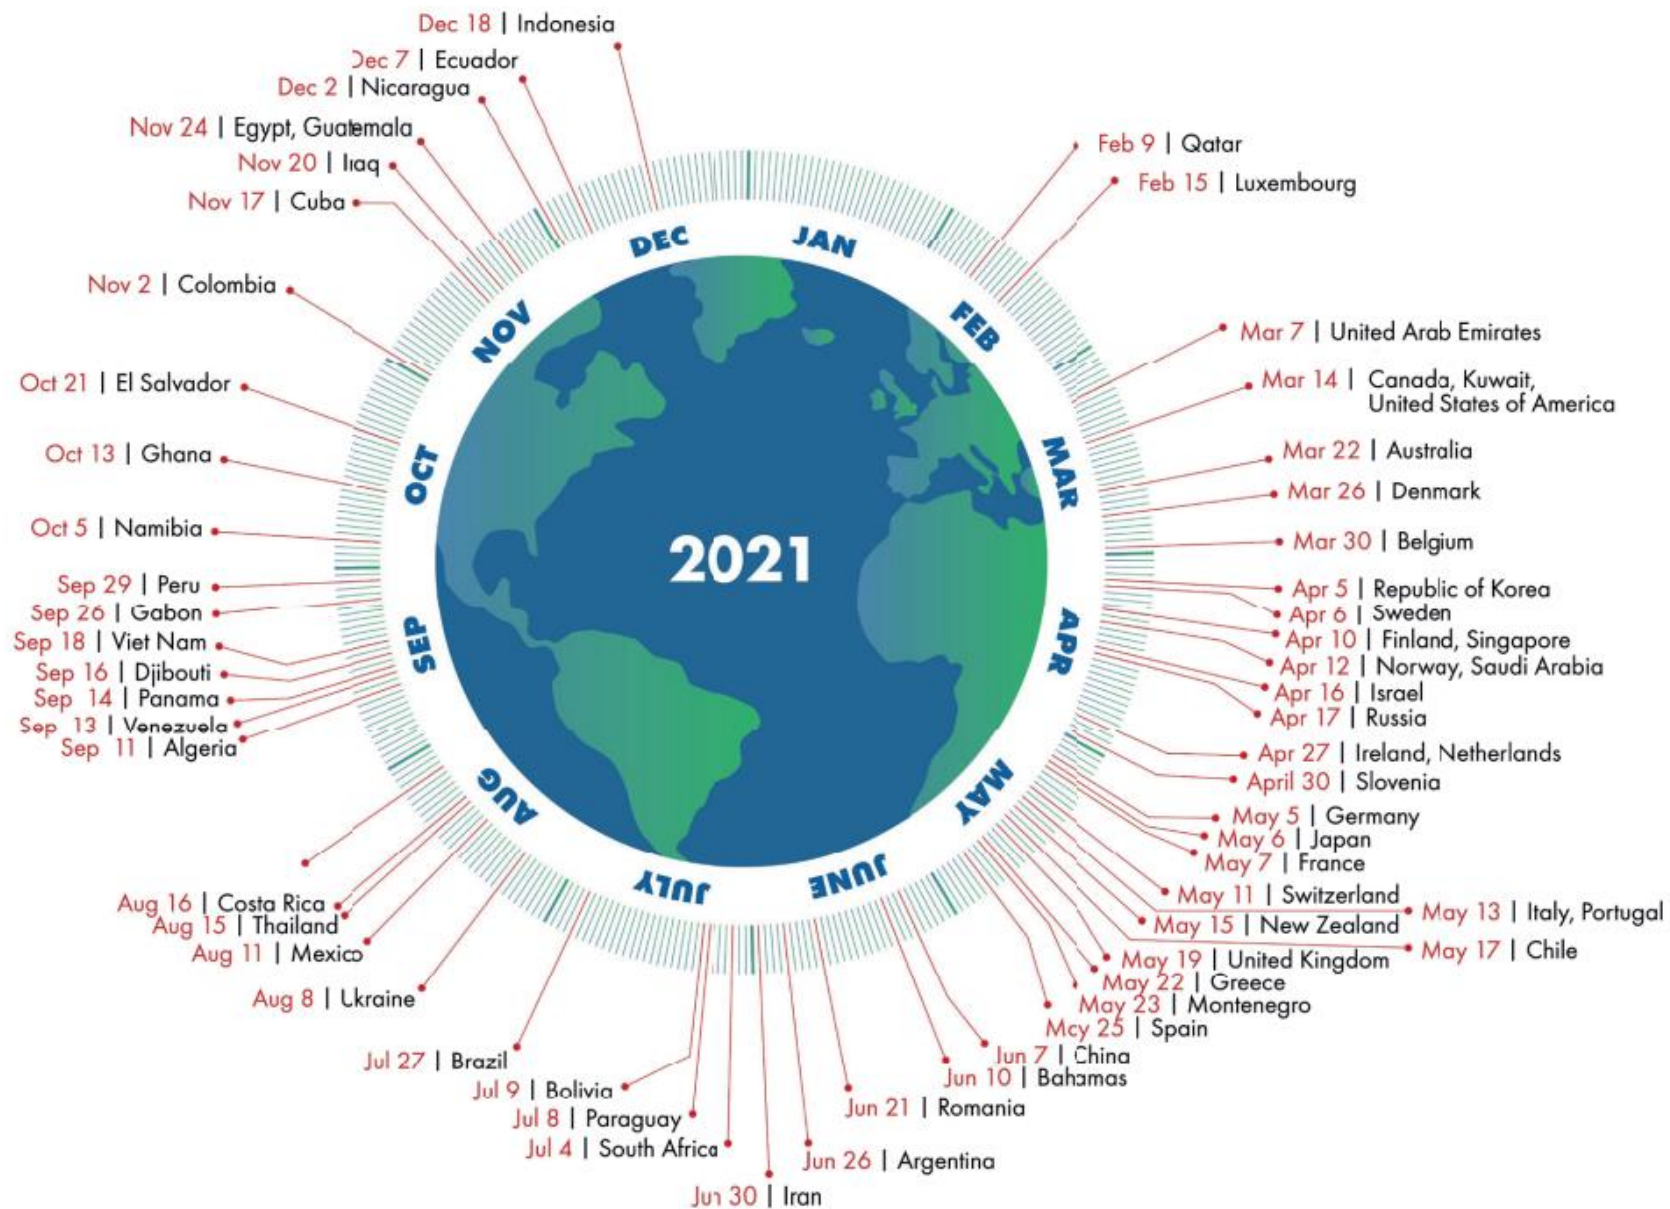 Dec 18 | Indonesia
Dec 7 | Ecuador
Dec 2 | Nicaragua
Nov 24 | Egypt, Guatemala
Nov 20 | Iraq
Nov 17 | Cuba
Nov 2 | Colombia
Oct 21 | El Salvador
Oct 13 | Ghana
Oct 5 | Namibia
Sep 29 | Peru
Sep 26 | Gabon
Sep 18 | Viet Nam
Sep 16 | Djibouti
Sep 14 | Panama
Sep 13 | Venezuela
Sep 11 | Algeria
Aug 16 | Costa Rica
Aug 15 | Thailand
Aug 11 | Mexico
Aug 8 | Ukraine
Jul 27 | Brazil
Jul 9 | Bolivia
Jul 8 | Paraguay
Jul 4 | South Africa
Jun 30 | Iran
Feb 9 | Qatar
Feb 15 | Luxembourg
Mar 7 | United Arab Emirates
Mar 14 | Canada, Kuwait,
United States of America
Mar 22 | Australia
Mar 26 | Denmark
Mar 30 | Belgium
Apr 5 | Republic of Korea
Apr 6 | Sweden
Apr 10 | Finland, Singapore
Apr 12 | Norway, Saudi Arabia
Apr 16 | Israel
Apr 17 | Russia
Apr 27 | Ireland, Netherlands
April 30 | Slovenia
May 5 | Germany
May 6 | Japan
May 7 | France
May 11 | Switzerland
May 13 | Italy, Portugal
May 15 | New Zealand
May 17 | Chile
May 19 | United Kingdom
May 22 | Greece
May 23 | Montenegro
May 25 | Spain
Jun 7 | China
Jun 10 | Bahamas
Jun 21 | Romania
Jun 26 | Argentina
JAN
FEB
MAR
APR
MAY
JUNE
JULY
AUG
SEP
OCT
NOV
DEC
2021